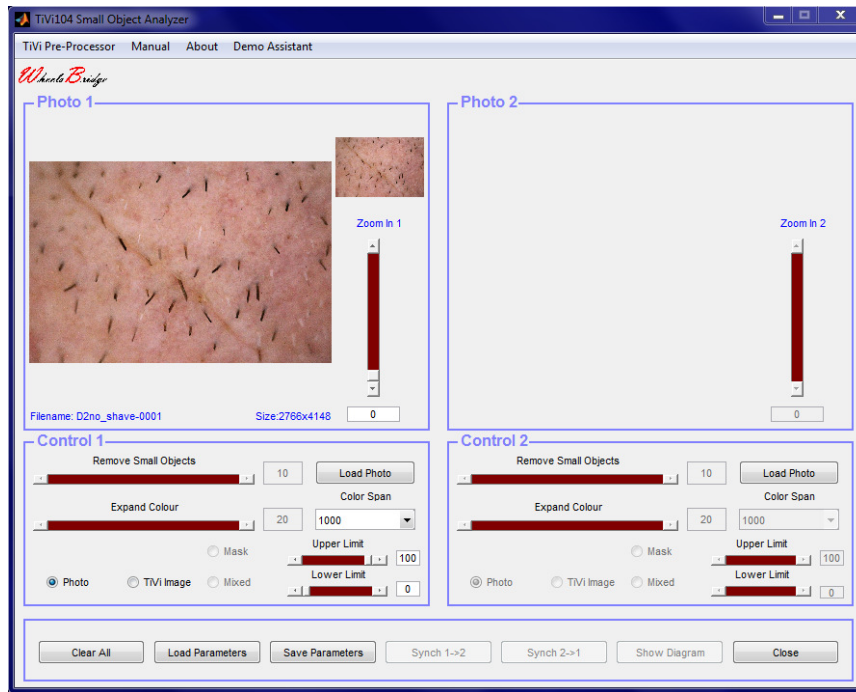 TiVi104 Small Object Analyzer
TiVi Pre-Processor Manual About Demo Assistant
WheelsBridge
Photo 1
Zoom In 1
0
Filename: D2no_shave-0001 Size:2766x4148
Photo 2
Zoom In 2
0
Control 1
Remove Small Objects
10
Load Photo
Expand Colour
20
Color Span
1000
Mask
Upper Limit
100
Photo
TiVi Image
Mixed
Lower Limit
0
Control 2
Remove Small Objects
10
Load Photo
Expand Colour
20
Color Span
1000
Mask
Upper Limit
100
Photo
TiVi Image
Mixed
Lower Limit
0
Clear All Load Parameters Save Parameters Synch 1->2 Synch 2->1 Show Diagram Close